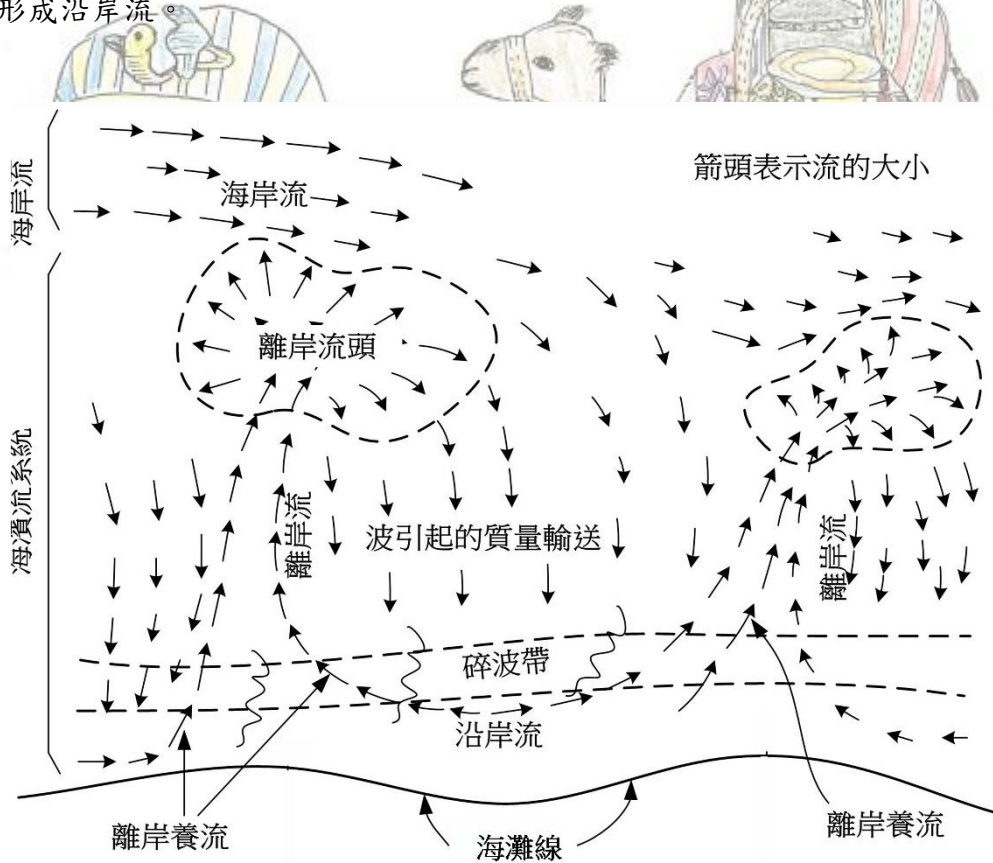 形成沿岸流。
海岸流
箭頭表示流的大小
海岸流
離岸流頭
海濱流系統
離岸流
波引起的質量輸送
離岸流
碎波帶
沿岸流
離岸養流
海灘線
離岸養流